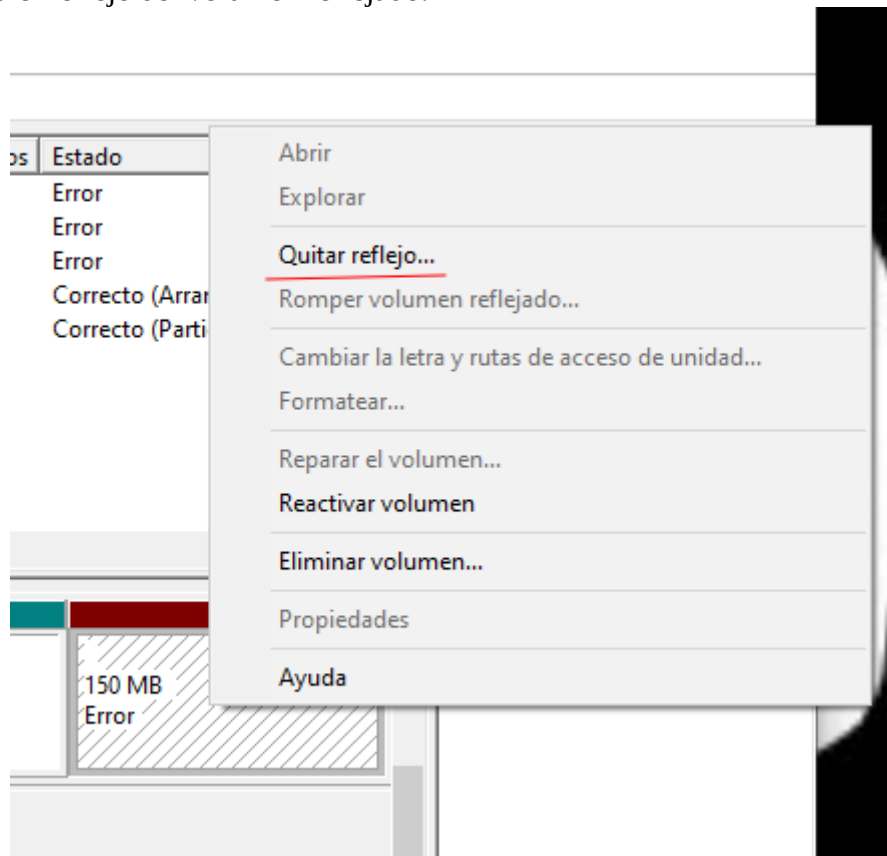 os Estado
Error
Error
Error
Correcto (Arrar
Correcto (Parti
Abrir
Explorar
Quitar reflejo...
Romper volumen reflejado...
Cambiar la letra y rutas de acceso de unidad...
Formatear...
Reparar el volumen...
Reactivar volumen
Eliminar volumen...
Propiedades
Ayuda
150 MB
Error